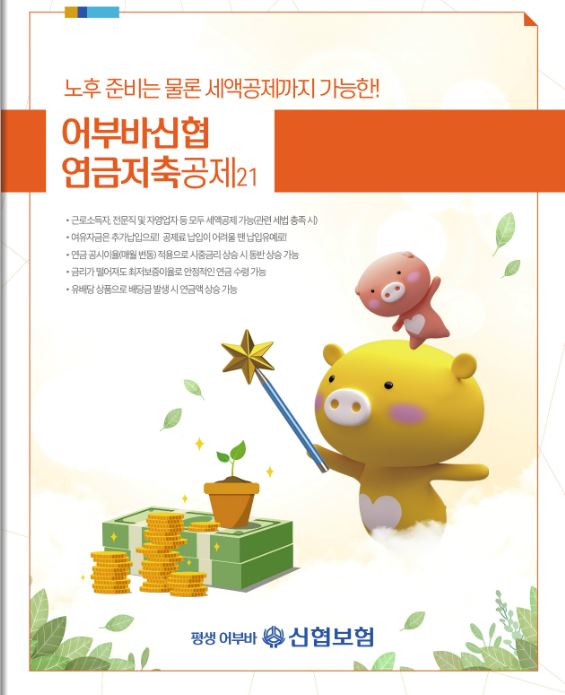 노후 준비는 물론 세액공제까지 가능한!
어부바신협
연금저축공제21
• 근로소득자, 전문직 및 자영업자 등 모두 세액공제 가능(관련 세법 충족 시)
• 여유자금은 추가납입으로! 공제료 납입이 어려울 땐 납입유예로!
• 연금 공시이율(매월 변동) 적용으로 시중금리 상승 시 동반 상승 가능
• 금리가 떨어져도 최저보증이율로 안정적인 연금 수령 가능
• 유배당 상품으로 배당금 발생 시 연금액 상승 가능
평생 어부바 신협보험